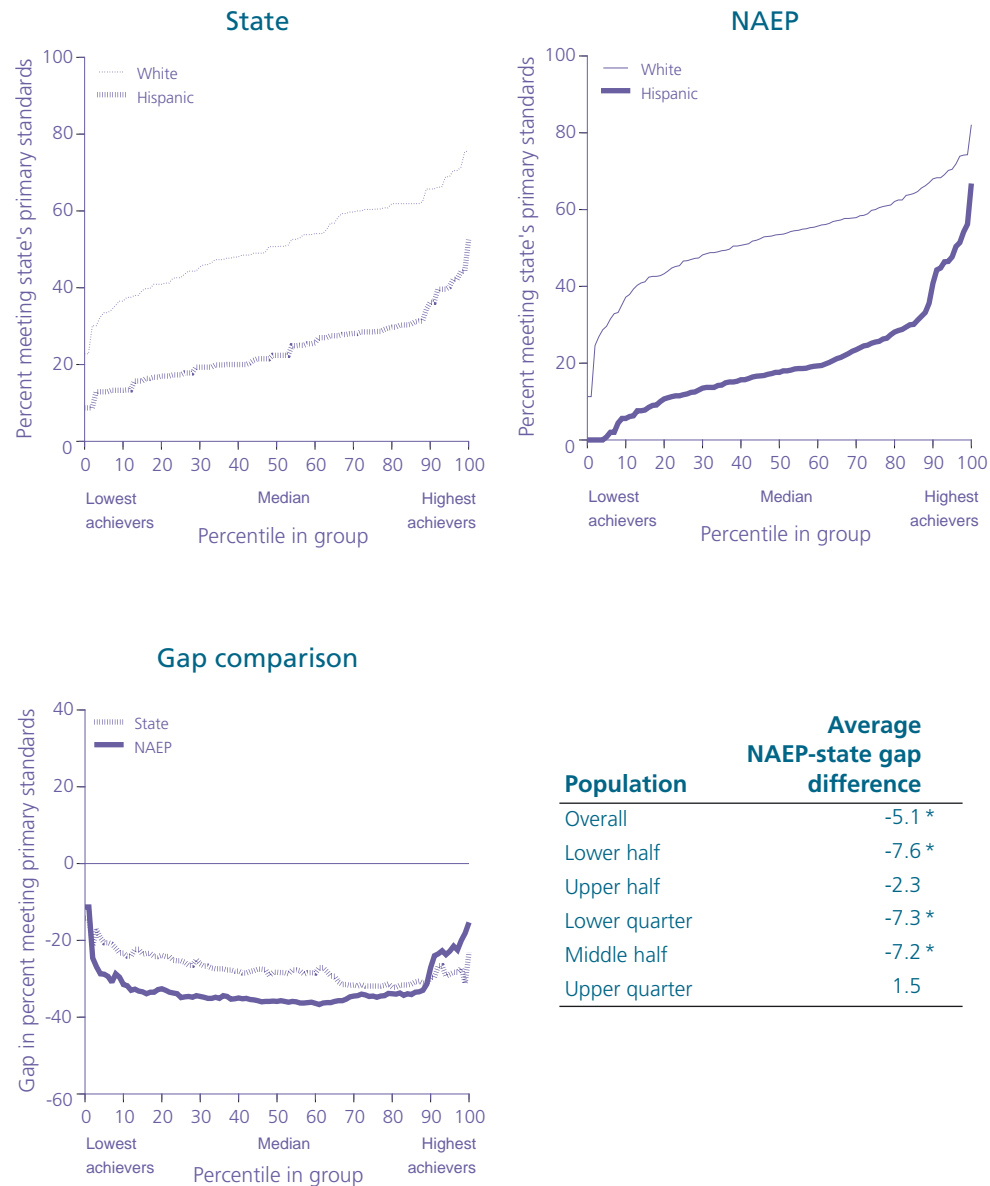 State
Percent meeting state's primary standards
100
80
60
40
20
0
White
Hispanic
0 10 20 30 40 50 60 70 80 90 100
Lowest achievers
Median
Highest achievers
Percentile in group
NAEP
Percent meeting state's primary standards
100
80
60
40
20
0
White
Hispanic
0 10 20 30 40 50 60 70 80 90 100
Lowest achievers
Median
Highest achievers
Percentile in group
Gap comparison
Gap in percent meeting primary standards
40
20
0
-20
-40
-60
State
NAEP
0 10 20 30 40 50 60 70 80 90 100
Lowest achievers
Median
Highest achievers
Percentile in group
Population Average NAEP-state gap difference
Overall -5.1 *
Lower half -7.6 *
Upper half -2.3
Lower quarter -7.3 *
Middle half -7.2 *
Upper quarter 1.5